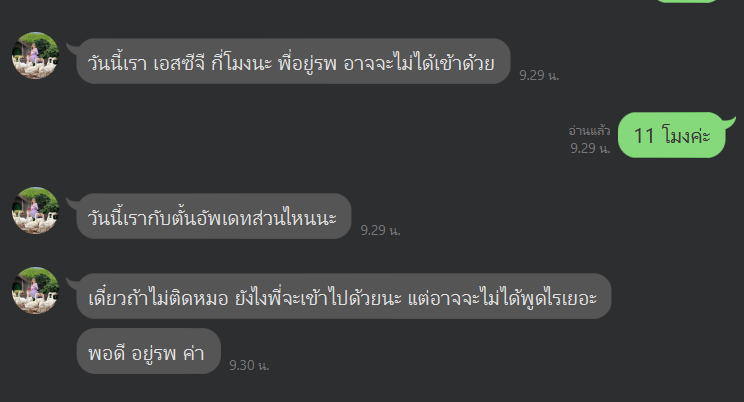 วันนี้เรา เอสซีจี กี่โมงนะ พี่อยู่รพ อาจจะไม่ได้เข้าด้วย
9.29 น.
อ่านแล้ว
9.29 น.
11 โมงค่ะ
วันนี้เรากับตั้นอัพเดทส่วนไหนนะ
9.29 น.
เดี๋ยวถ้าไม่ติดหมอ ยังไงพี่จะเข้าไปด้วยนะ แต่อาจจะไม่ได้พูดไรเยอะ
พอดี อยู่รพ ค่า
9.30 น.